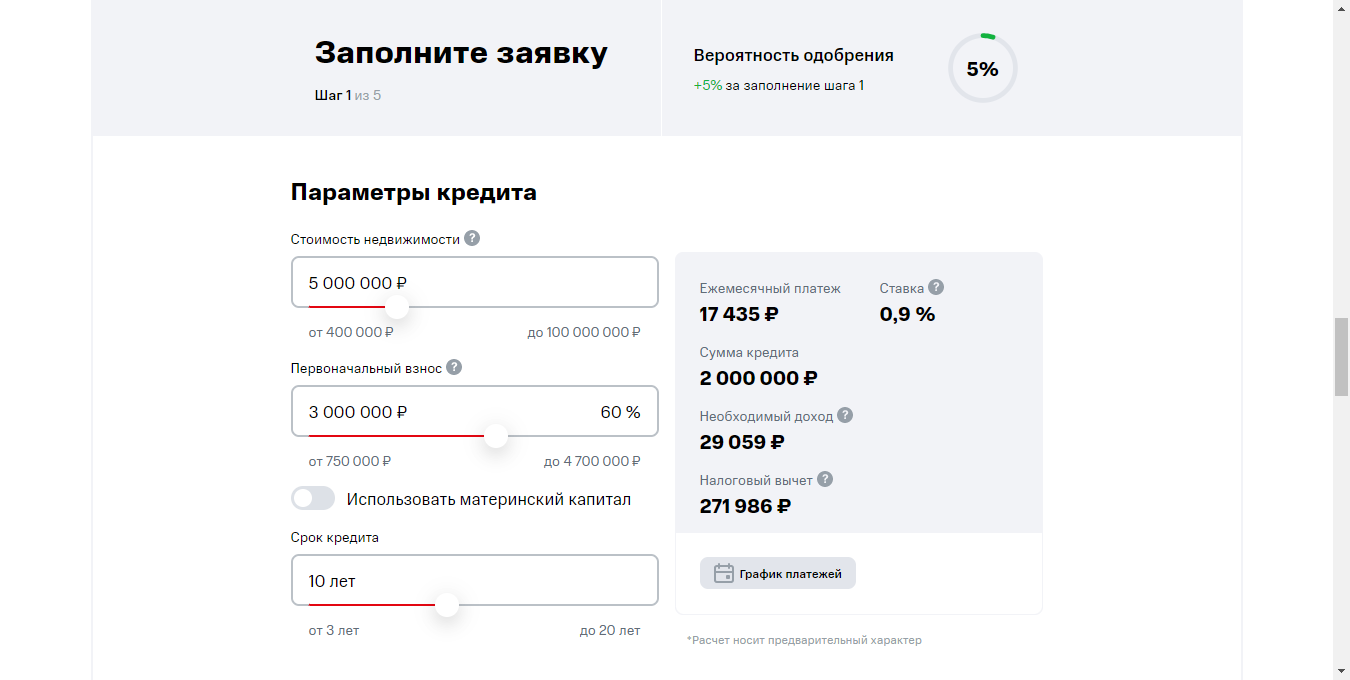 Заполните заявку
Шаг 1 из 5
Вероятность одобрения
+5% за заполнение шага 1
5%
Параметры кредита
Стоимость недвижимости ?
5 000 000 ₽
от 400 000 ₽ до 100 000 000 ₽
Первоначальный взнос ?
3 000 000 ₽ 60 %
от 750 000 ₽ до 4 700 000 ₽
Использовать материнский капитал
Срок кредита
10 лет
от 3 лет до 20 лет
Ежемесячный платеж Ставка ?
17 435 ₽ 0,9 %
Сумма кредита
2 000 000 ₽
Необходимый доход ?
29 059 ₽
Налоговый вычет ?
271 986 ₽
График платежей
*Расчет носит предварительный характер